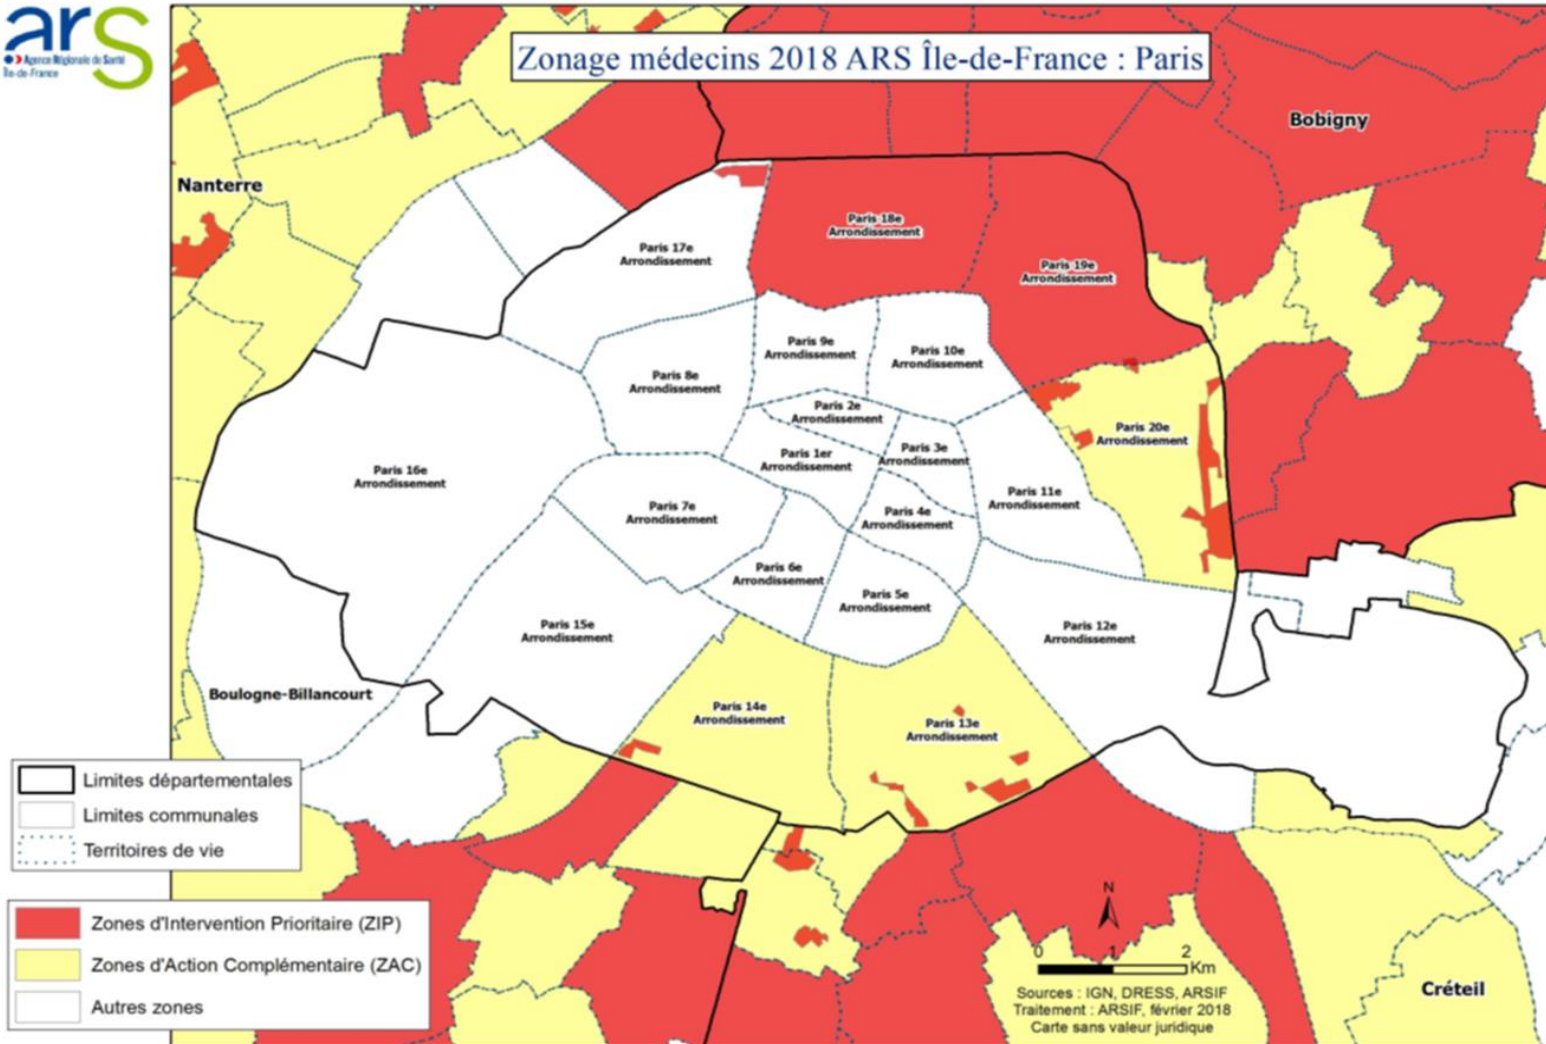 arS
Agence Régionale de Santé
Île-de-France
Zonage médecins 2018 ARS Île-de-France : Paris
Bobigny
Nanterre
Paris 18e
Arrondissement
Paris 17e
Arrondissement
Paris 19e
Arrondissement
Paris 9e
Arrondissement
Paris 10e
Arrondissement
Paris 8e
Arrondissement
Paris 2e
Arrondissement
Paris 20e
Arrondissement
Paris 1er
Arrondissement
Paris 3e
Arrondissement
Paris 16e
Arrondissement
Paris 11e
Arrondissement
Paris 7e
Arrondissement
Paris 4e
Arrondissement
Paris 6e
Arrondissement
Paris 5e
Arrondissement
Paris 15e
Arrondissement
Paris 12e
Arrondissement
Boulogne-Billancourt
Paris 14e
Arrondissement
Paris 13e
Arrondissement
Limites départementales
Limites communales
Territoires de vie
Zones d'Intervention Prioritaire (ZIP)
Zones d'Action Complémentaire (ZAC)
Autres zones
N
0 1 2
Km
Sources : IGN, DRESS, ARSIF
Traitement : ARSIF, février 2018
Carte sans valeur juridique
Créteil